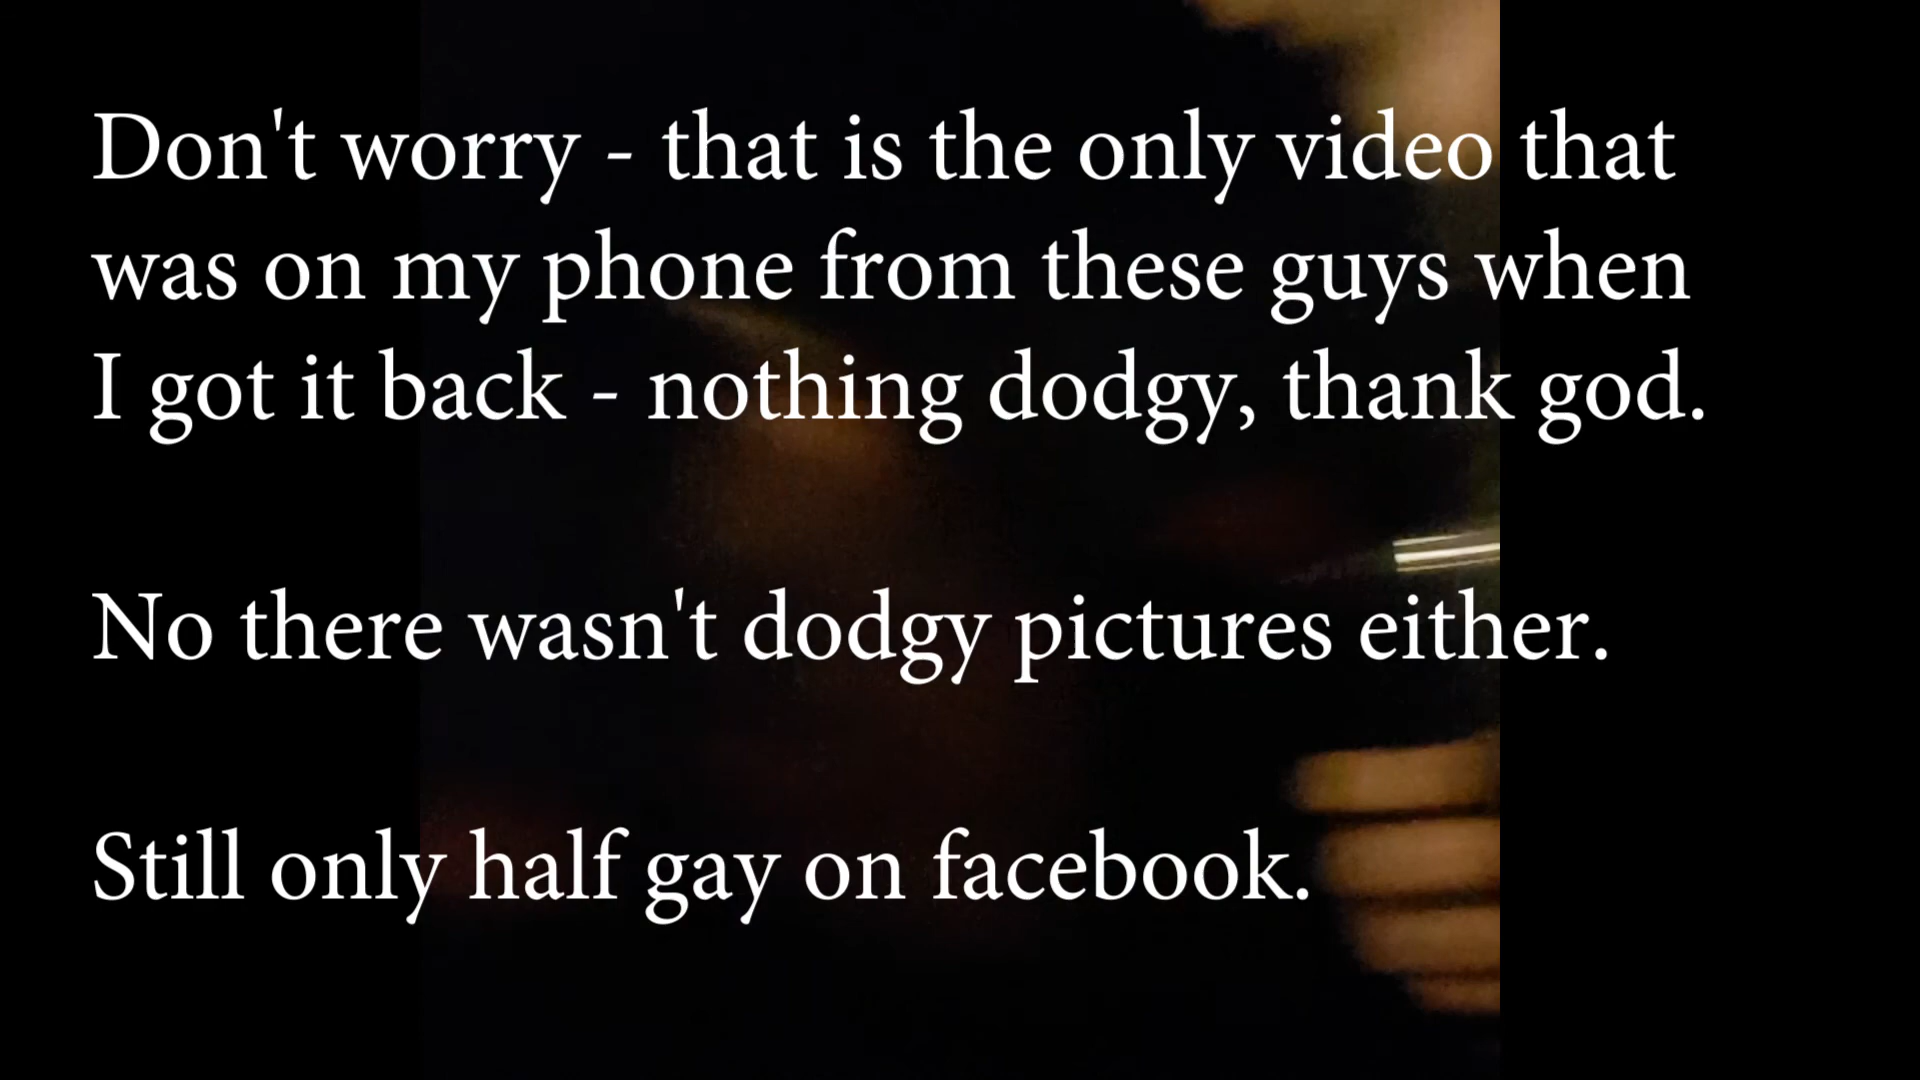 Don't worry - that is the only video that
was on my phone from these guys when
I got it back - nothing dodgy, thank god.
No there wasn't dodgy pictures either.
Still only half gay on facebook.